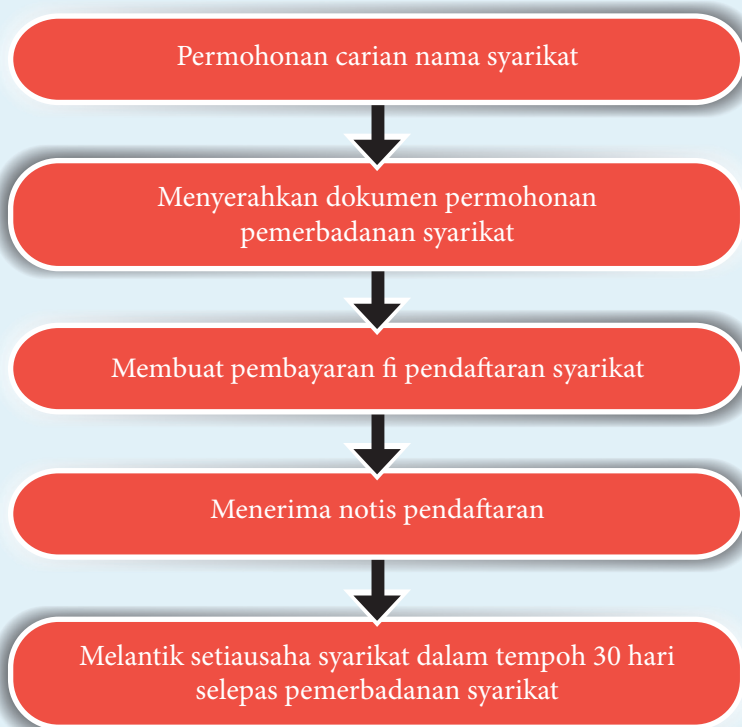 Permohonan carian nama syarikat
Menyerahkan dokumen permohonan
pemerbadanan syarikat
Membuat pembayaran fi pendaftaran syarikat
Menerima notis pendaftaran
Melantik setiausaha syarikat dalam tempoh 30 hari
selepas pemerbadanan syarikat